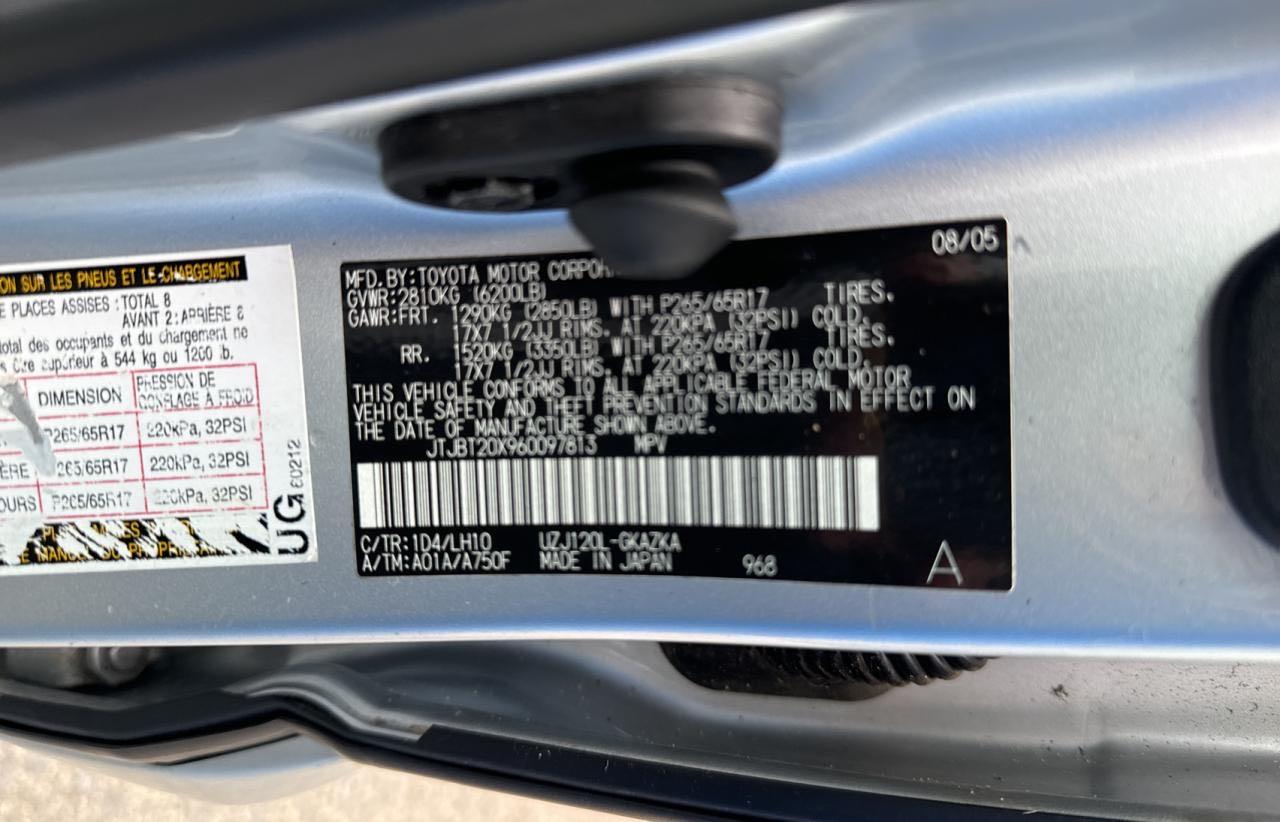 ON SUR LES PNEUS ET LE CHARGEMENT
E PLACES ASSISES : TOTAL 8
AVANT 2 : ARRIÈRE
total des occupants et du chargement ne
supérieur à 544 kg ou 1200 lb.
DIMENSION PRESSION DE GONFLAGE À FROID
P265/65R17 220kPa, 32PSI
ÈRE P265/65R17 220kPa, 32PSI
OURS P265/65R17 220kPa, 32PSI
UG 60212
08/05
MFD. BY: TOYOTA MOTOR CORPOR
GVWR: 2810KG (6200LB)
GAWR: FRT. 1290KG (2850LB) WITH P265/65R17 TIRES.
17X7 1/2JJ RIMS. AT 220KPA (32PSI) COLD.
RR. 1520KG (3350LB) WITH P265/65R17 TIRES.
17X7 1/2JJ RIMS. AT 220KPA (32PSI) COLD.
THIS VEHICLE CONFORMS TO ALL APPLICABLE FEDERAL MOTOR
VEHICLE SAFETY AND THEFT PREVENTION STANDARDS IN EFFECT ON
THE DATE OF MANUFACTURE SHOWN ABOVE.
JTJBT20X960097813 MPV
C/TR: 1D4/LH10 UZJ120L-GKAZKA
A/TM: A01A/A750F MADE IN JAPAN 968
A